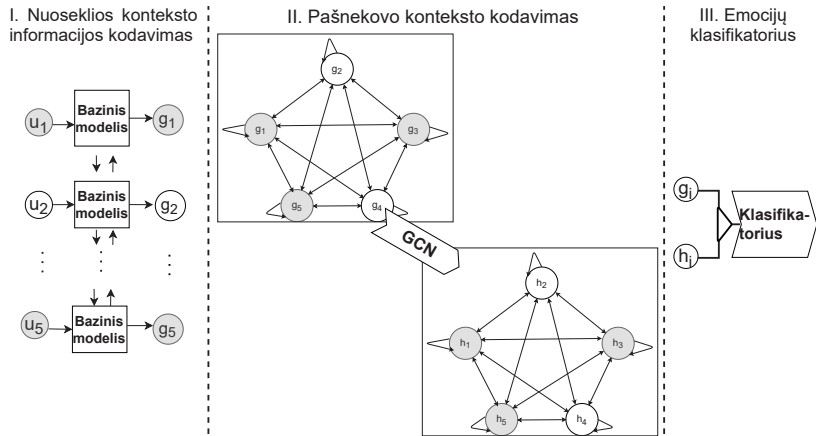 I. Nuoseklios konteksto
informacijos kodavimas
u1
Bazinis
modelis
g1
u2
Bazinis
modelis
g2
u5
Bazinis
modelis
g5
II. Pašnekovo konteksto kodavimas
g2
g1
g3
g5
g4
GCN
h2
h1
h3
h5
h4
III. Emocijų
klasifikatorius
gi
hi
Klasifika-
torius